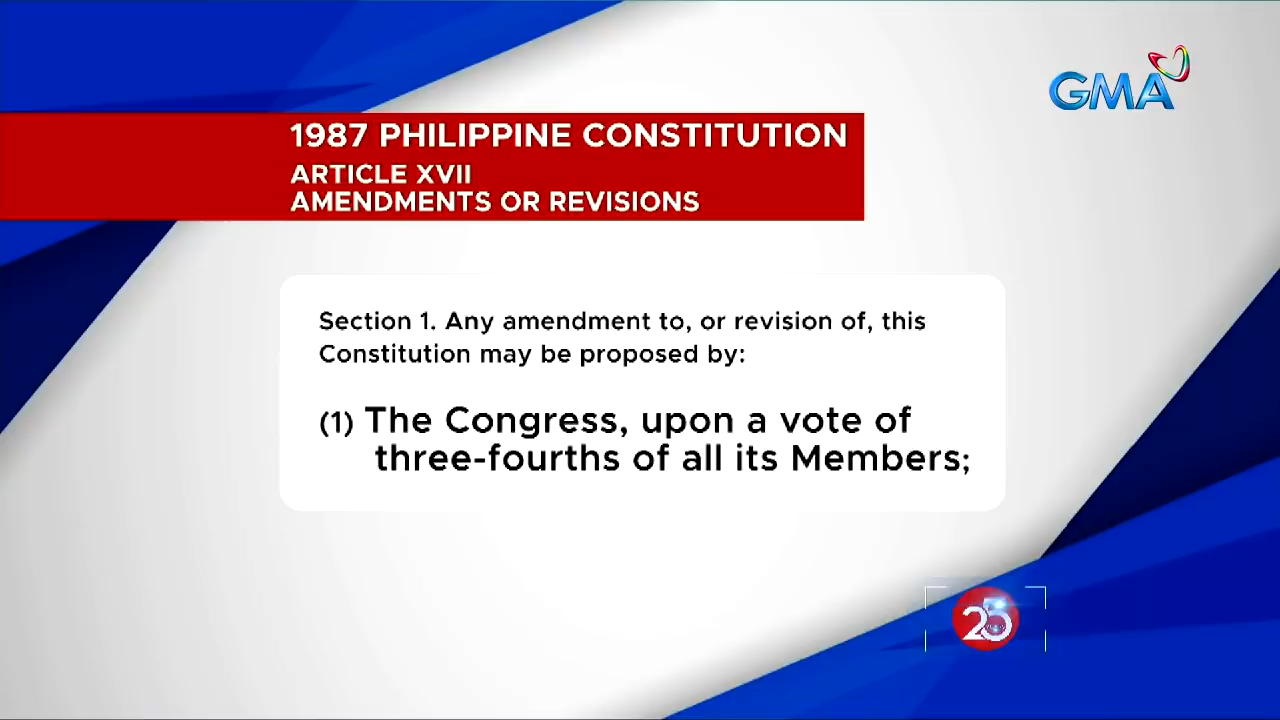 GMA
1987 PHILIPPINE CONSTITUTION
ARTICLE XVII
AMENDMENTS OR REVISIONS
Section 1. Any amendment to, or revision of, this
Constitution may be proposed by:
(1) The Congress, upon a vote of
three-fourths of all its Members;
25